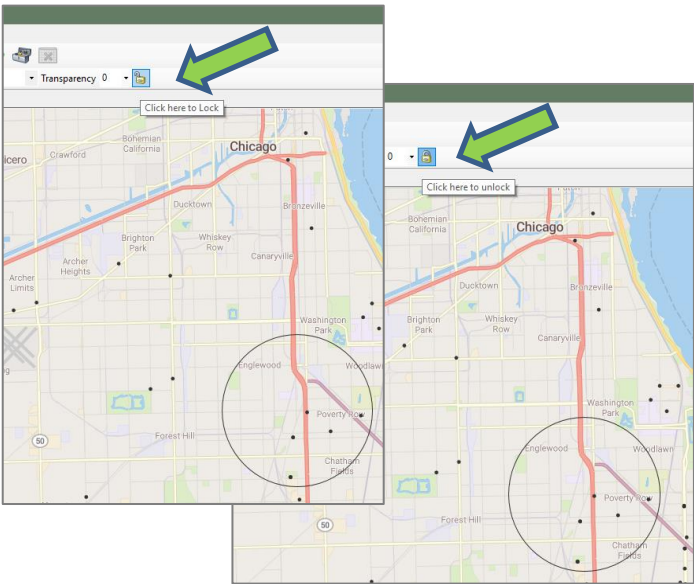 Transparency 0
Click here to Lock
Bohemian
California
Chicago
icero
Crawford
Ducktown
Bronzeville
Brighton
Park
Whiskey
Row
Canaryville
Archer
Heights
Archer
Limits
Washington
Park
Englewood
Woodlawn
Poverty Row
50
Forest Hill
Chatham
Fields
0
Click here to unlock
Bohemian
California
Chicago
Ducktown
Bronzeville
Brighton
Park
Whiskey
Row
Canaryville
Washington
Park
Englewood
Woodlawn
Poverty Row
50
Forest Hill
Chatham
Fields